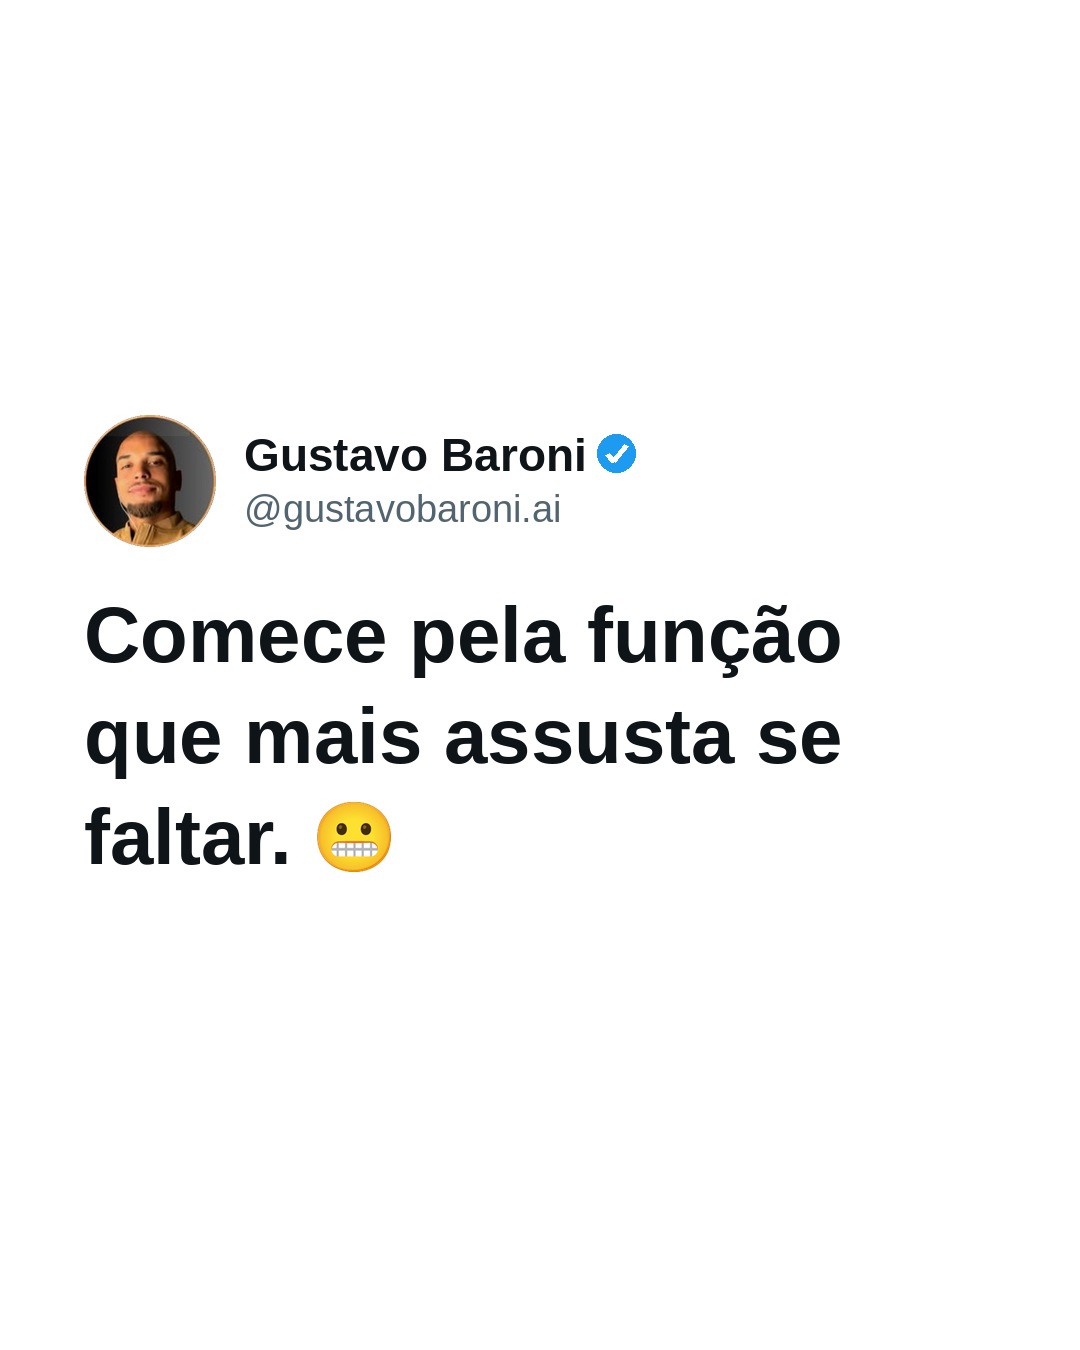 Gustavo Baroni
@gustavobaroni.ai
Comece pela função
que mais assusta se
faltar. 😬